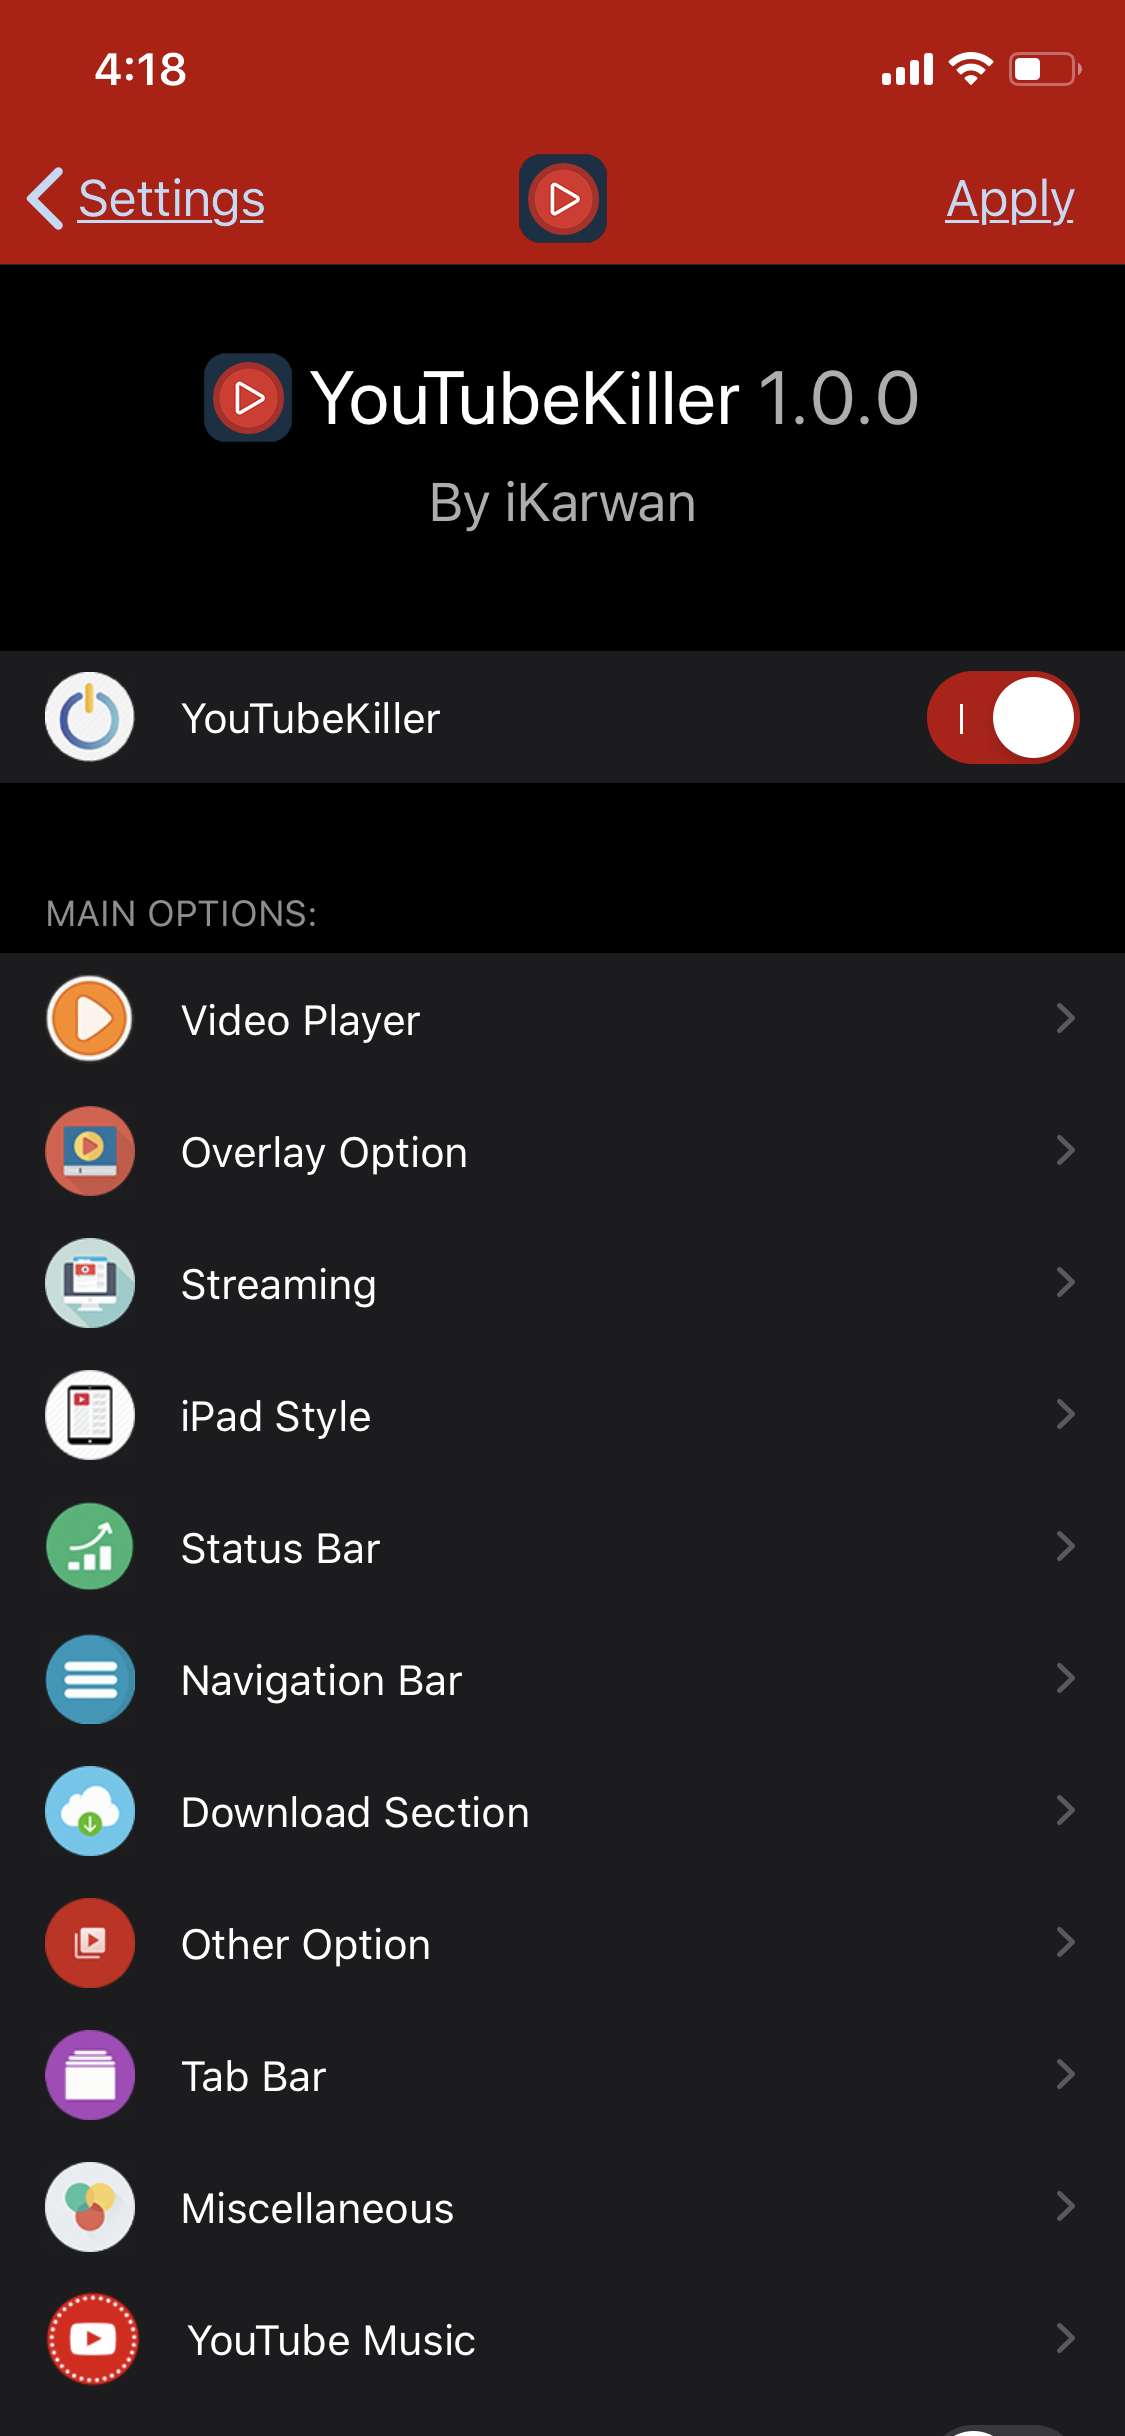 4:18
Settings
Apply
YouTubeKiller 1.0.0
By iKarwan
YouTubeKiller
MAIN OPTIONS:
Video Player
Overlay Option
Streaming
iPad Style
Status Bar
Navigation Bar
Download Section
Other Option
Tab Bar
Miscellaneous
YouTube Music